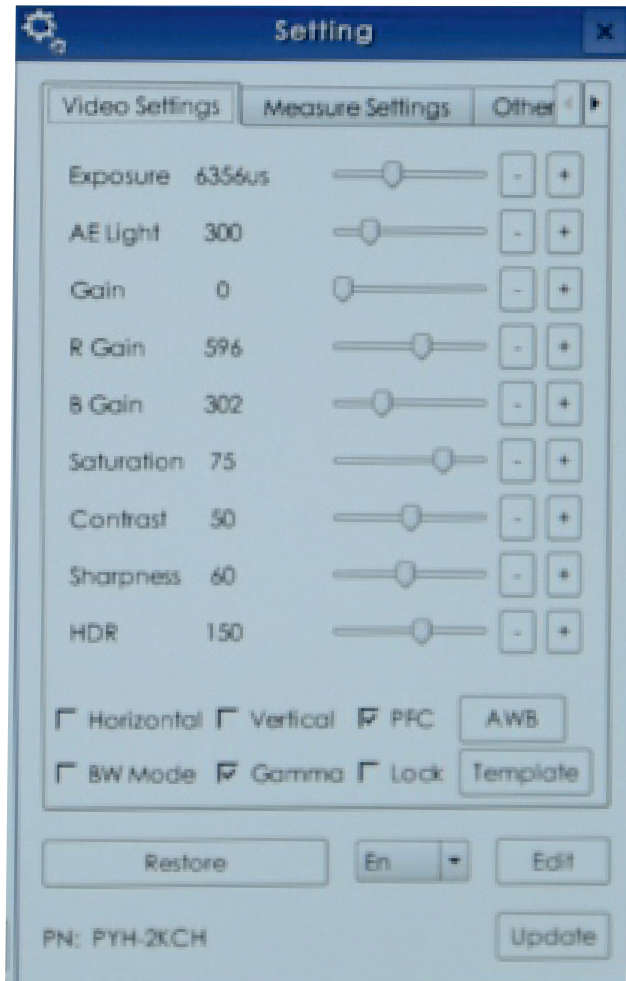 Setting
Video Settings Measure Settings Other
Exposure 6356us - +
AE Light 300 - +
Gain 0 - +
R Gain 596 - +
B Gain 302 - +
Saturation 75 - +
Contrast 50 - +
Sharpness 60 - +
HDR 150 - +
Horizontal Vertical PFC AWB
BW Mode Gamma Lock Template
Restore En Edit
PN: PYH-2KCH Update